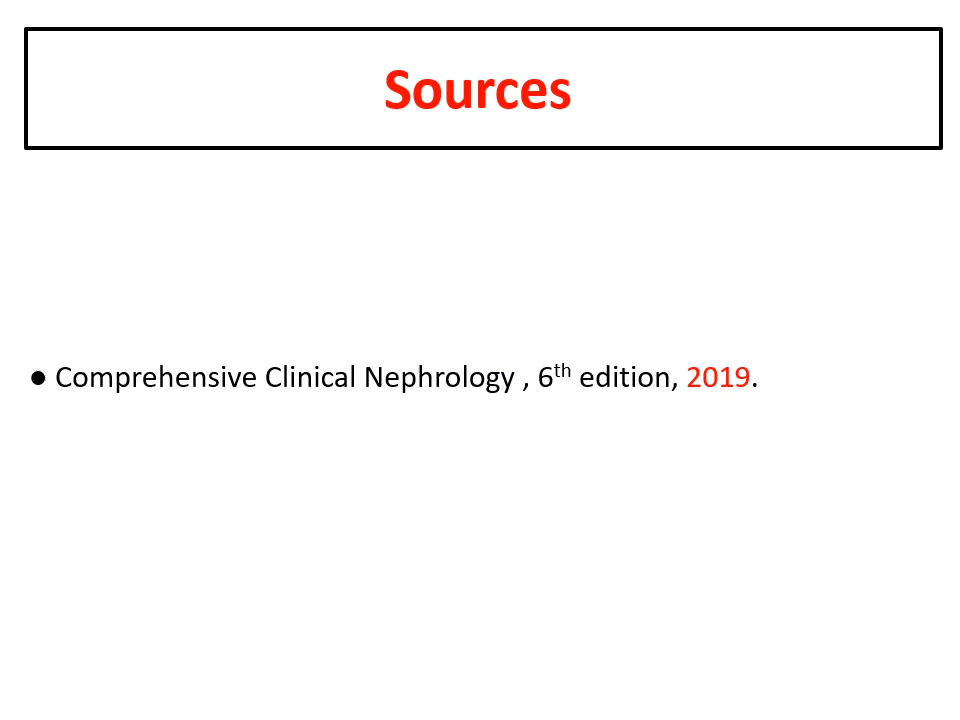 Sources
● Comprehensive Clinical Nephrology , 6th edition, 2019.